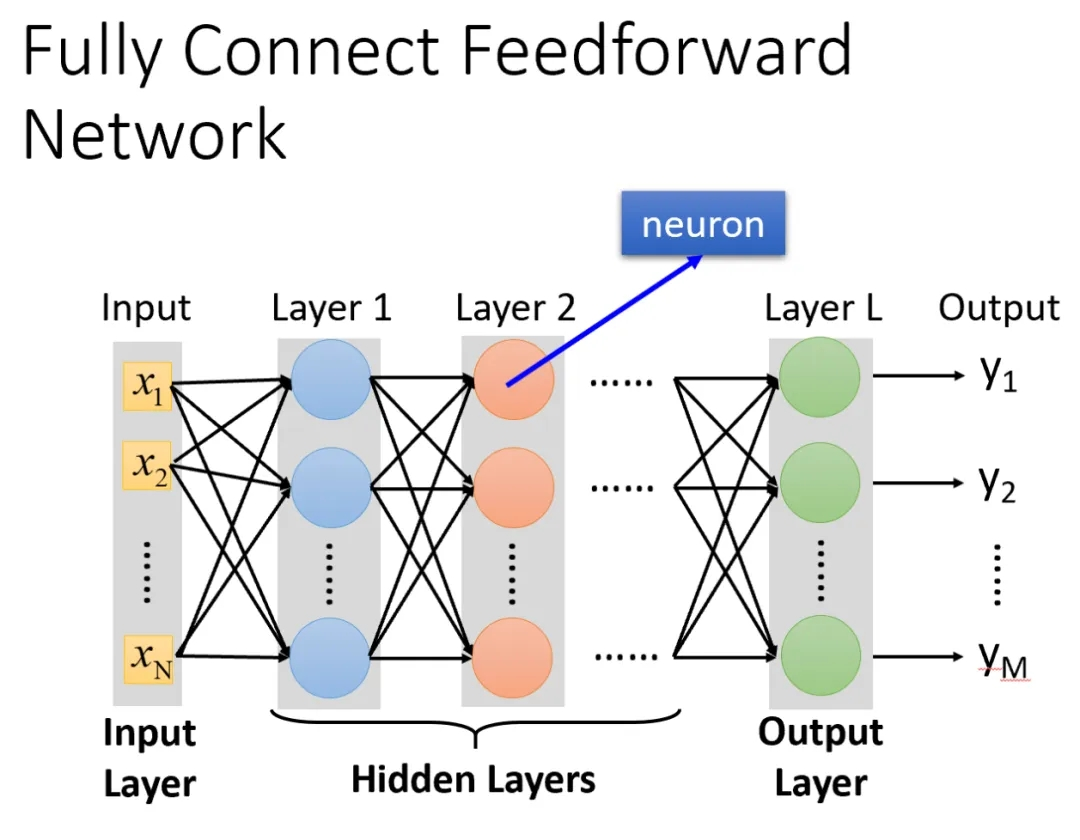 Fully Connect Feedforward
Network
neuron
Input Layer 1 Layer 2 Layer L Output
x1 ...... y1
x2 ...... y2
...... ...... ...... ...... ......
xN ...... yM
Input
Layer
Hidden Layers
Output
Layer